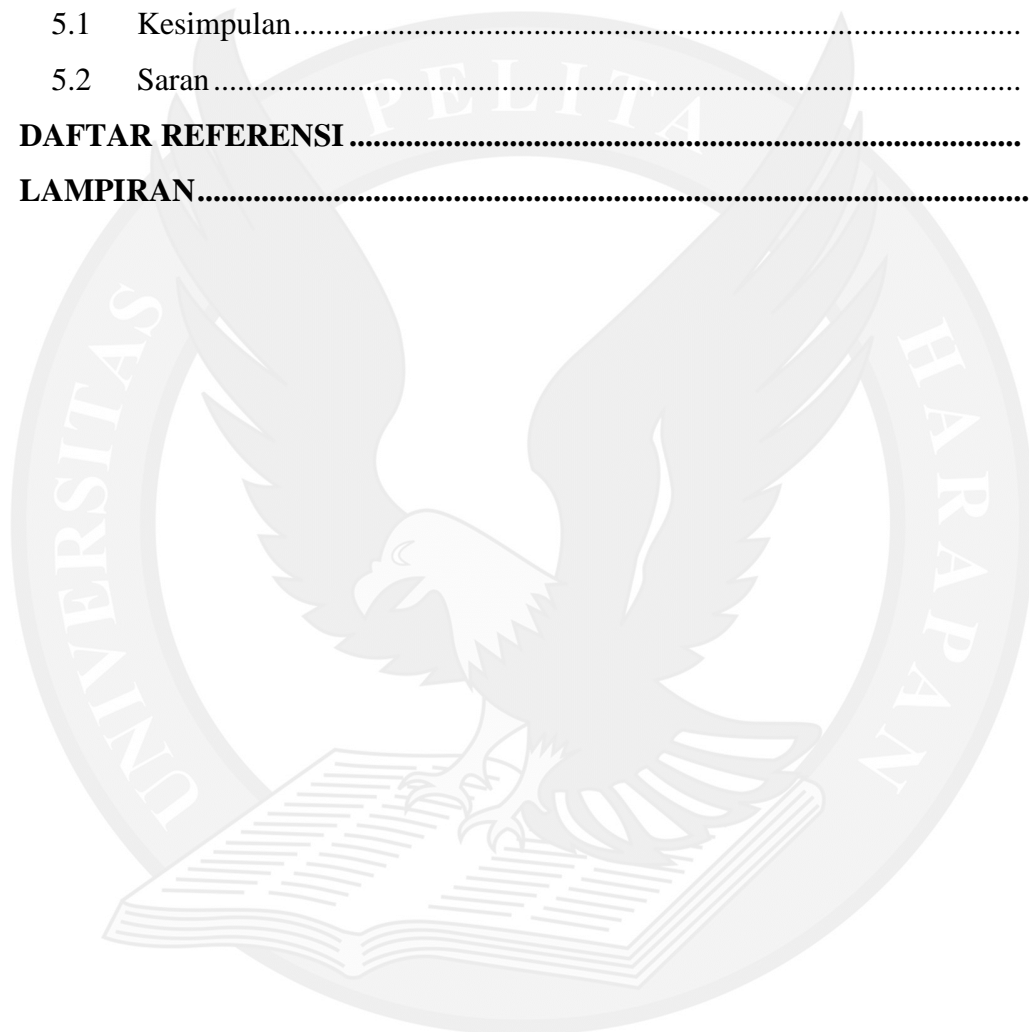 5.1 Kesimpulan..........................................................................................
5.2 Saran....................................................................................................
DAFTAR REFERENSI....................................................................................
LAMPIRAN.......................................................................................................
UNIVERSITAS PELITA HARAPAN